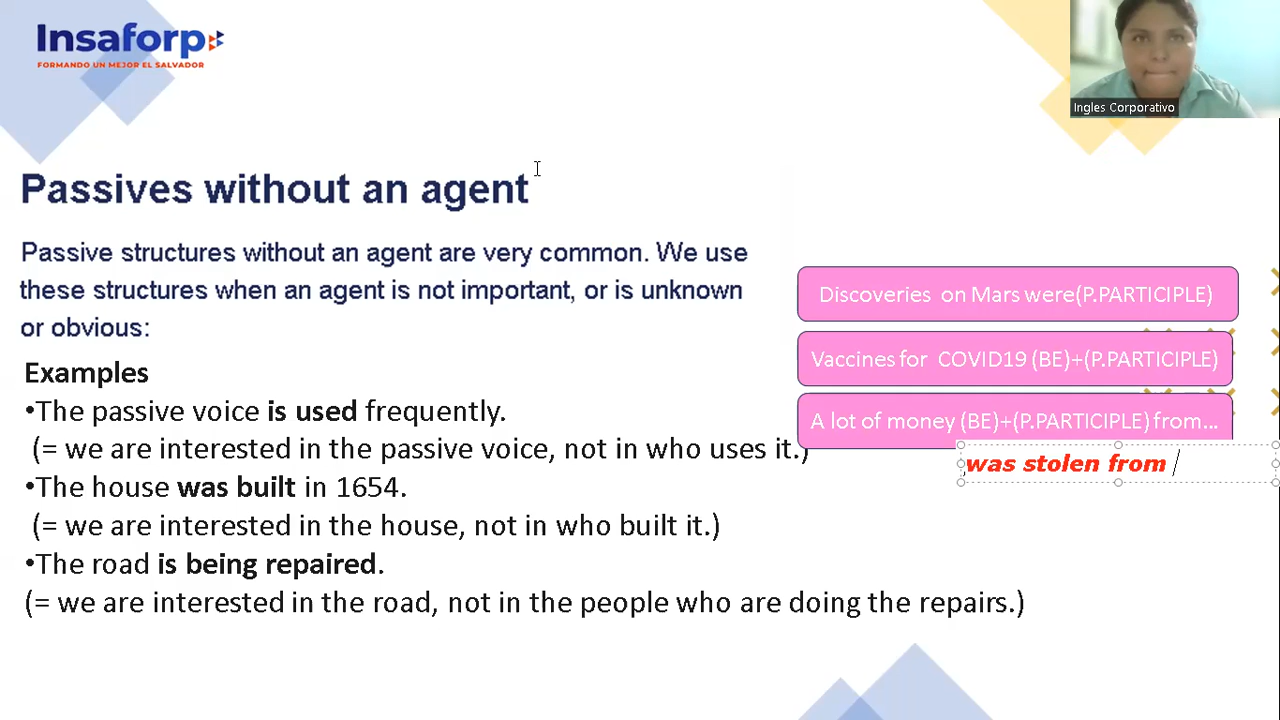 Insaforp
FORMANDO UN MEJOR EL SALVADOR
Ingles Corporativo
Passives without an agent
Passive structures without an agent are very common. We use
these structures when an agent is not important, or is unknown
or obvious:
Examples
•The passive voice is used frequently.
(= we are interested in the passive voice, not in who uses it.)
•The house was built in 1654.
(= we are interested in the house, not in who built it.)
•The road is being repaired.
(= we are interested in the road, not in the people who are doing the repairs.)
Discoveries on Mars were(P.PARTICIPLE)
Vaccines for COVID19 (BE)+(P.PARTICIPLE)
A lot of money (BE)+(P.PARTICIPLE) from...
was stolen from